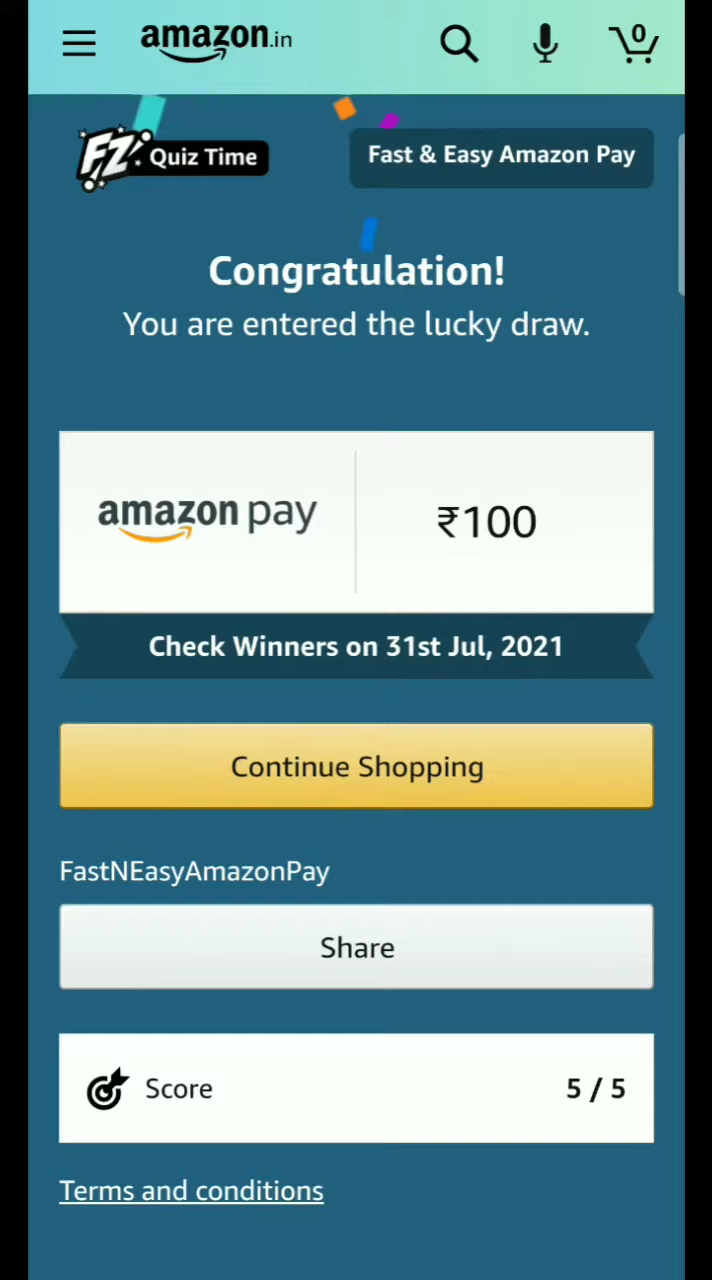 amazon.in
0
FZ Quiz Time
Fast & Easy Amazon Pay
Congratulation!
You are entered the lucky draw.
amazon pay
₹100
Check Winners on 31st Jul, 2021
Continue Shopping
FastNEasyAmazonPay
Share
Score
5 / 5
Terms and conditions